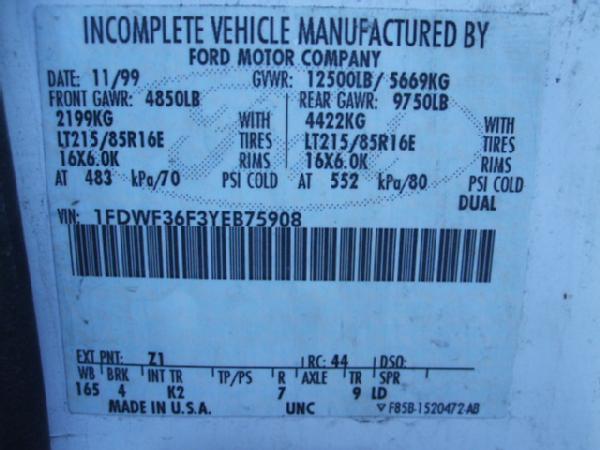 INCOMPLETE VEHICLE MANUFACTURED BY
FORD MOTOR COMPANY
DATE: 11/99 GVWR: 12500LB/ 5669KG
FRONT GAWR: 4850LB REAR GAWR: 9750LB
2199KG WITH 4422KG WITH
LT215/85R16E TIRES LT215/85R16E TIRES
16X6.0K RIMS 16X6.0K RIMS
AT 483 kPa/70 PSI COLD AT 552 kPa/80 PSI COLD
DUAL
VIN: 1FDWF36F3YEB75908
EXT PNT: Z1 RC: 44 DSO:
WB BRK INT TR TP/PS R AXLE TR SPR
165 4 K2 7 9 LD
MADE IN U.S.A. UNC F85B-1520472-AB